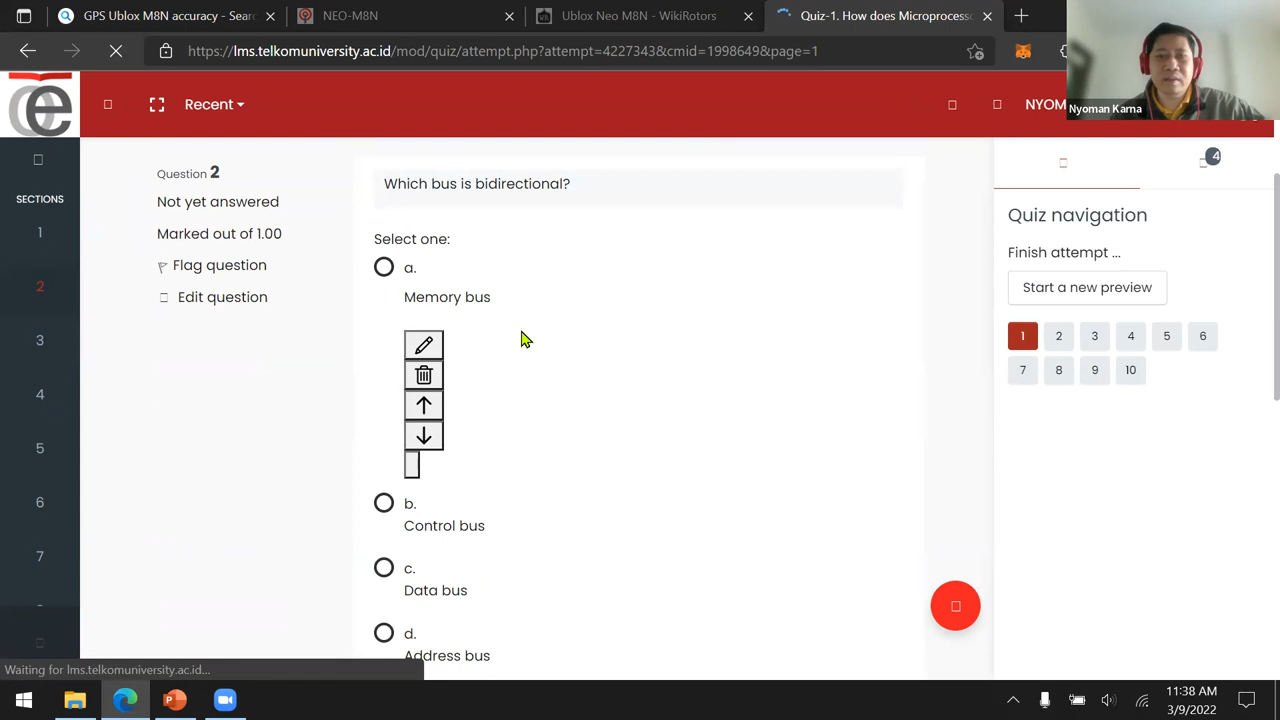 GPS Ublox M8N accuracy - Sear
NEO-M8N
Ublox Neo M8N - WikiRotors
Quiz-1. How does Microprocess
https://lms.telkomuniversity.ac.id/mod/quiz/attempt.php?attempt=4227343&cmid=1998649&page=1
Nyoman Karna
Recent
NYOM
SECTIONS
1
2
3
4
5
6
7
Question 2
Not yet answered
Marked out of 1.00
Flag question
Edit question
Which bus is bidirectional?
Select one:
a.
Memory bus
b.
Control bus
c.
Data bus
d.
Address bus
4
Quiz navigation
Finish attempt ...
Start a new preview
1 2 3 4 5 6
7 8 9 10
Waiting for lms.telkomuniversity.ac.id...
11:38 AM
3/9/2022